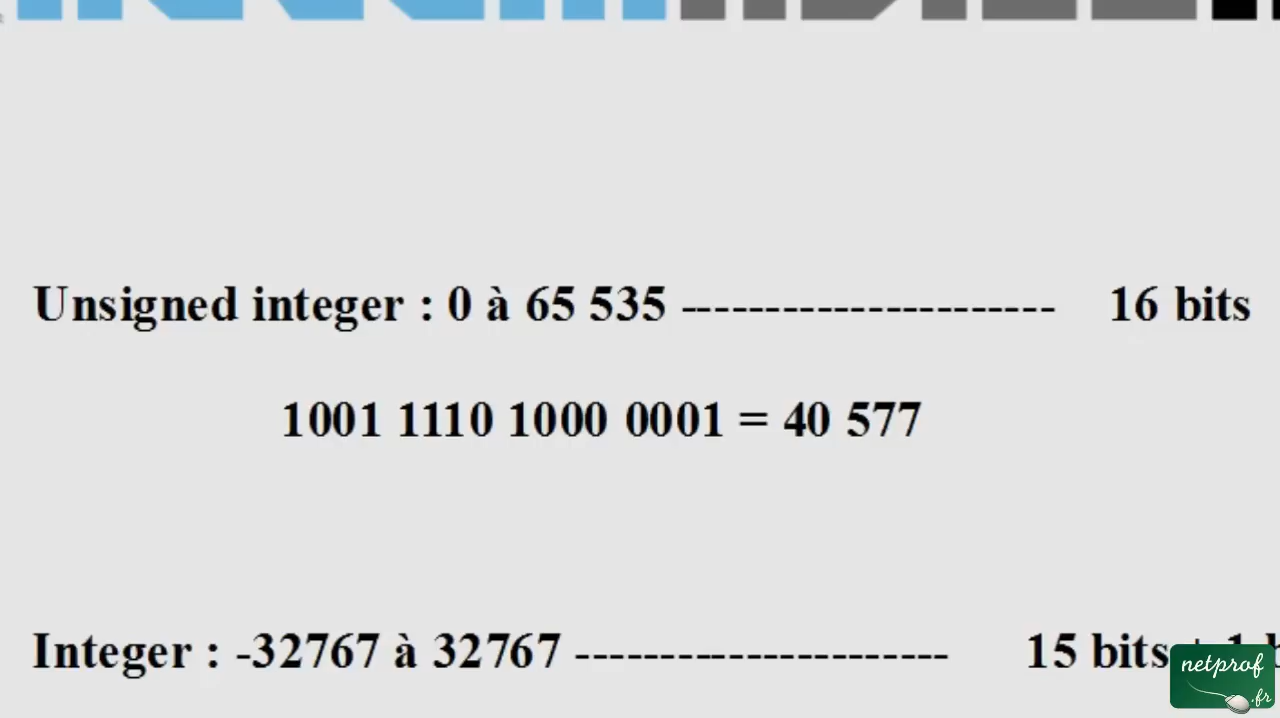 Unsigned integer : 0 à 65 535 ---------------------- 16 bits
1001 1110 1000 0001 = 40 577
Integer : -32767 à 32767 ---------------------- 15 bits
netprof
.fr